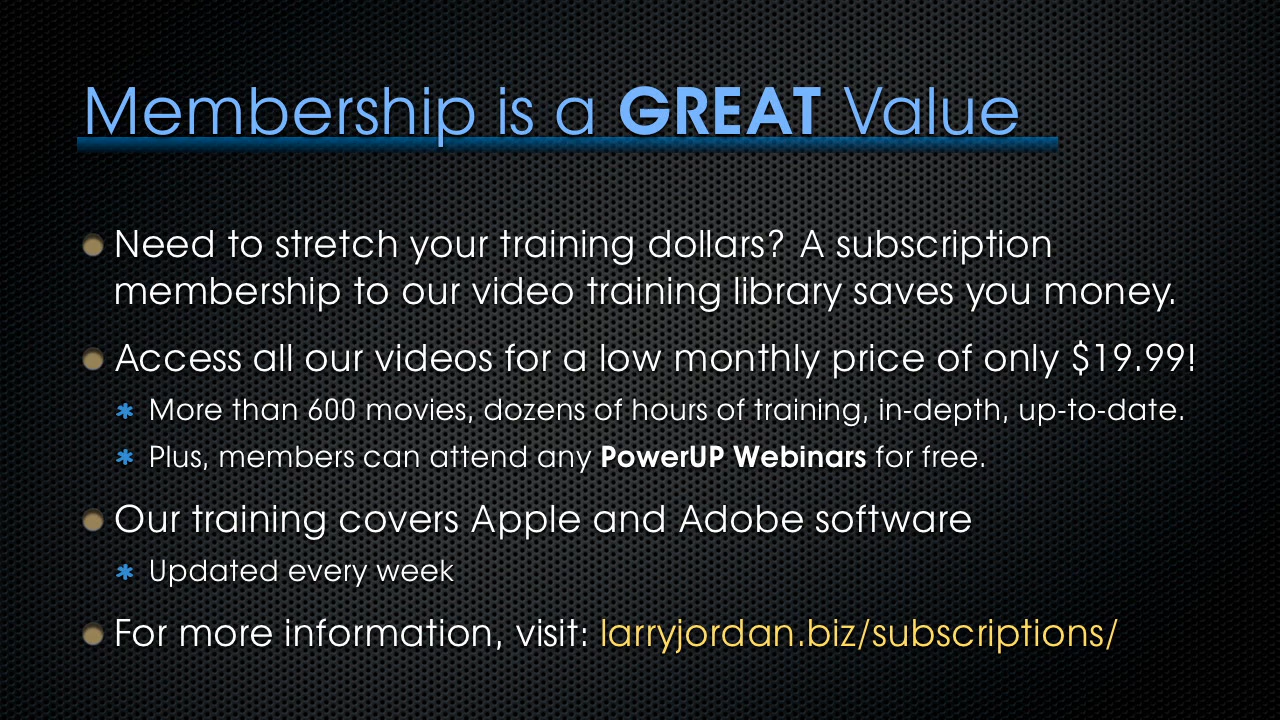 Membership is a GREAT Value
Need to stretch your training dollars? A subscription
membership to our video training library saves you money.
Access all our videos for a low monthly price of only $19.99!
More than 600 movies, dozens of hours of training, in-depth, up-to-date.
Plus, members can attend any PowerUP Webinars for free.
Our training covers Apple and Adobe software
Updated every week
For more information, visit: larryjordan.biz/subscriptions/